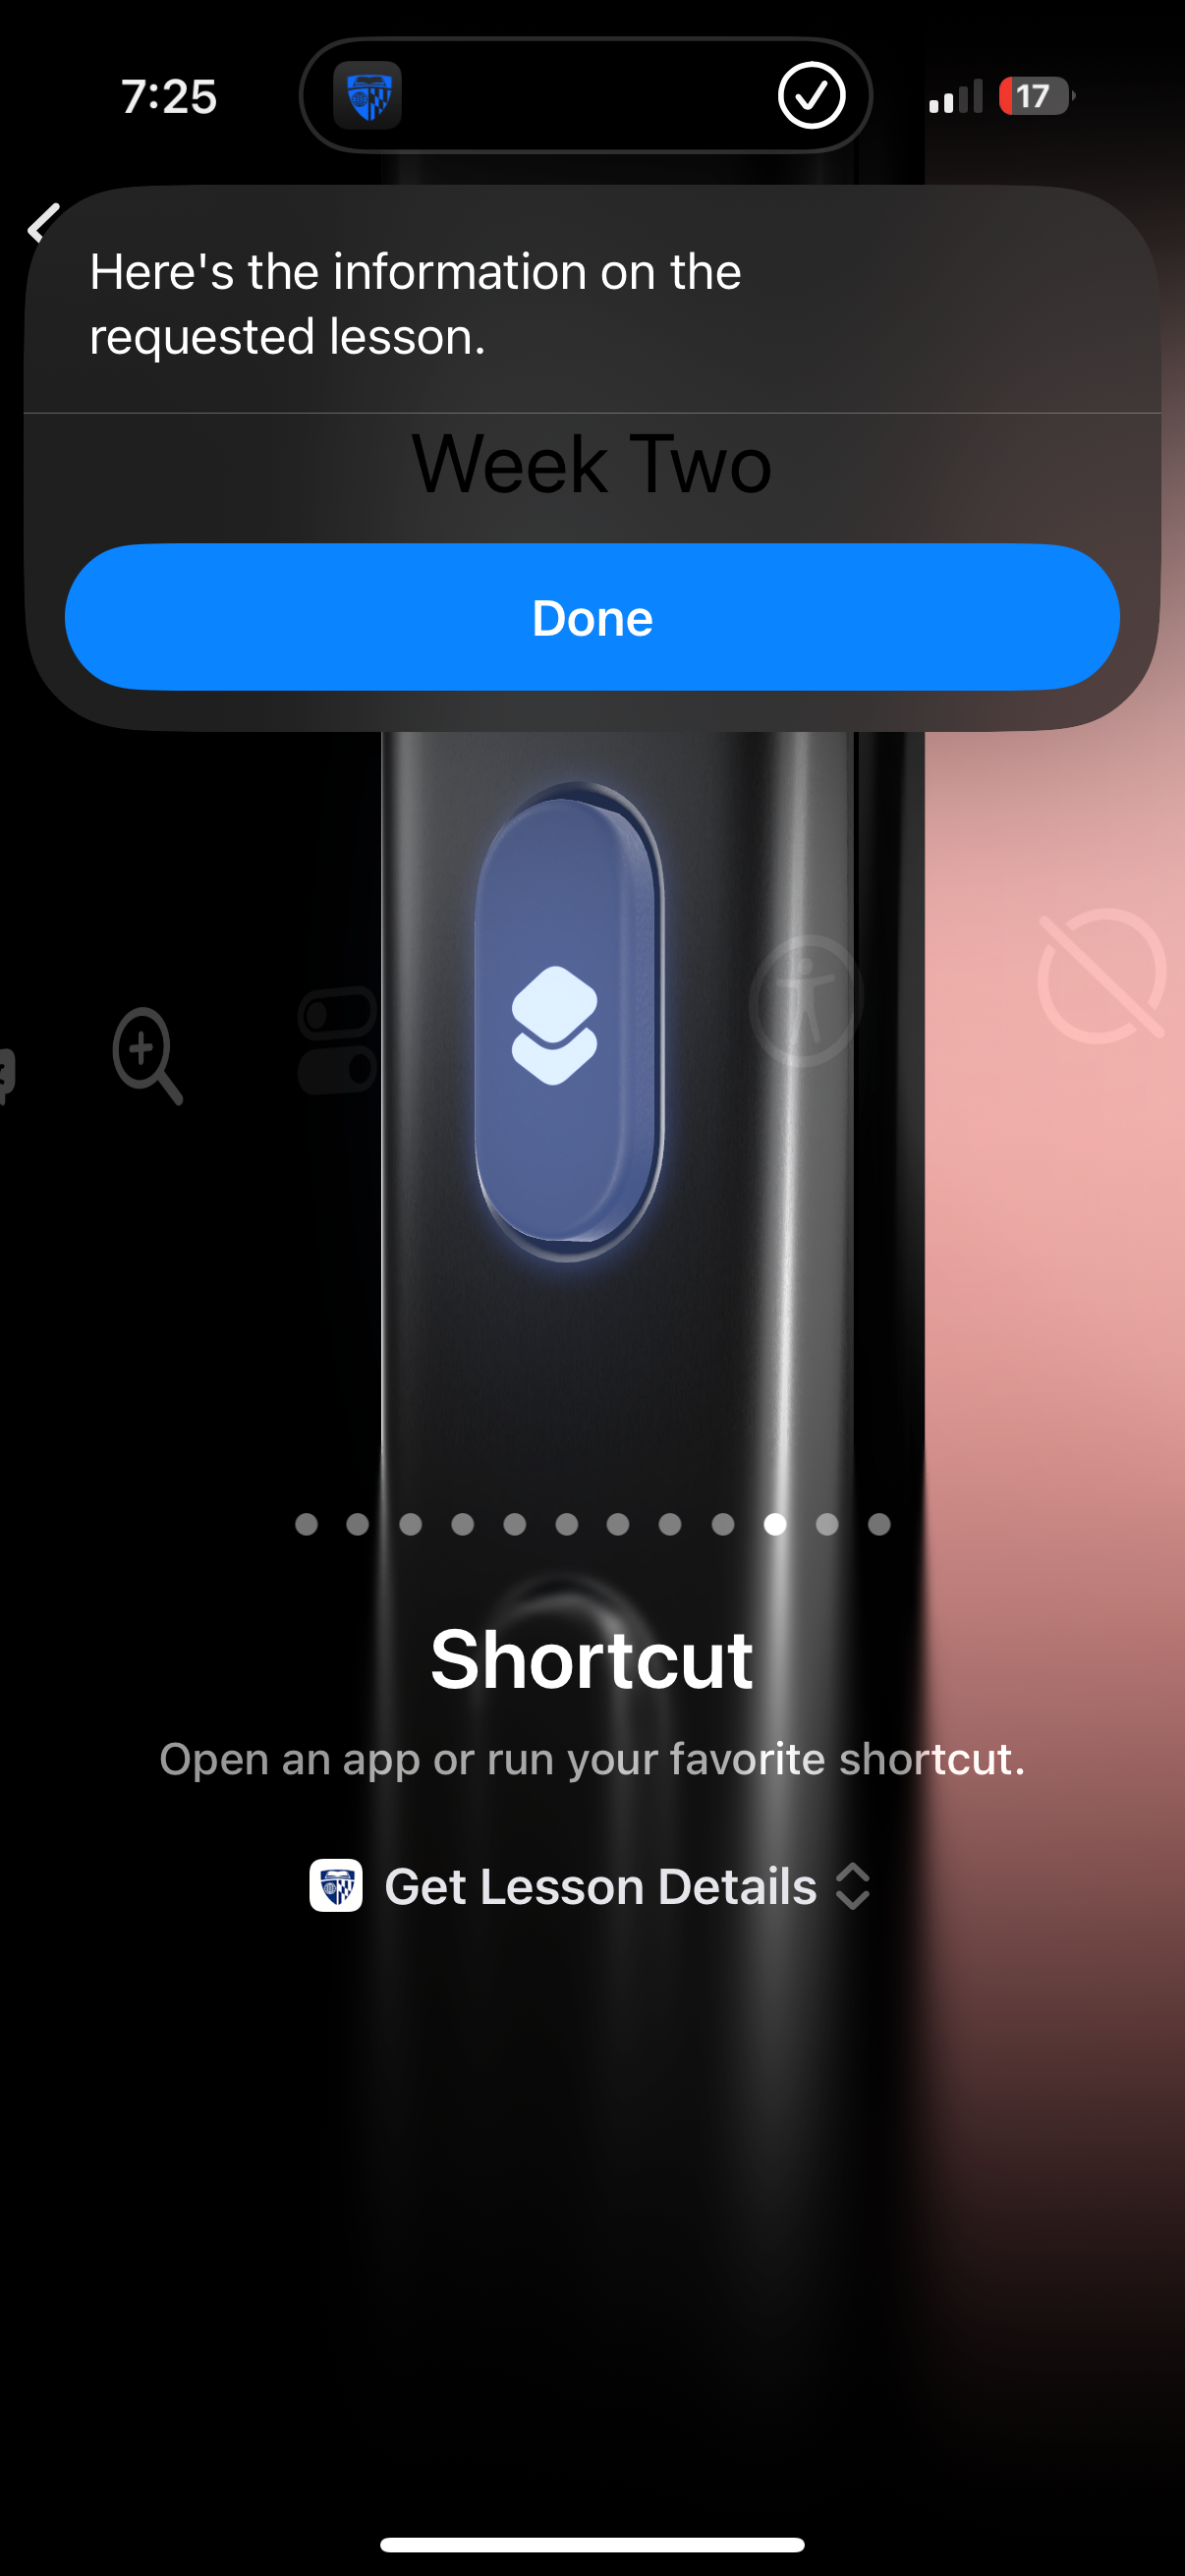 7:25
17
Here's the information on the
requested lesson.
Week Two
Done
Shortcut
Open an app or run your favorite shortcut.
Get Lesson Details